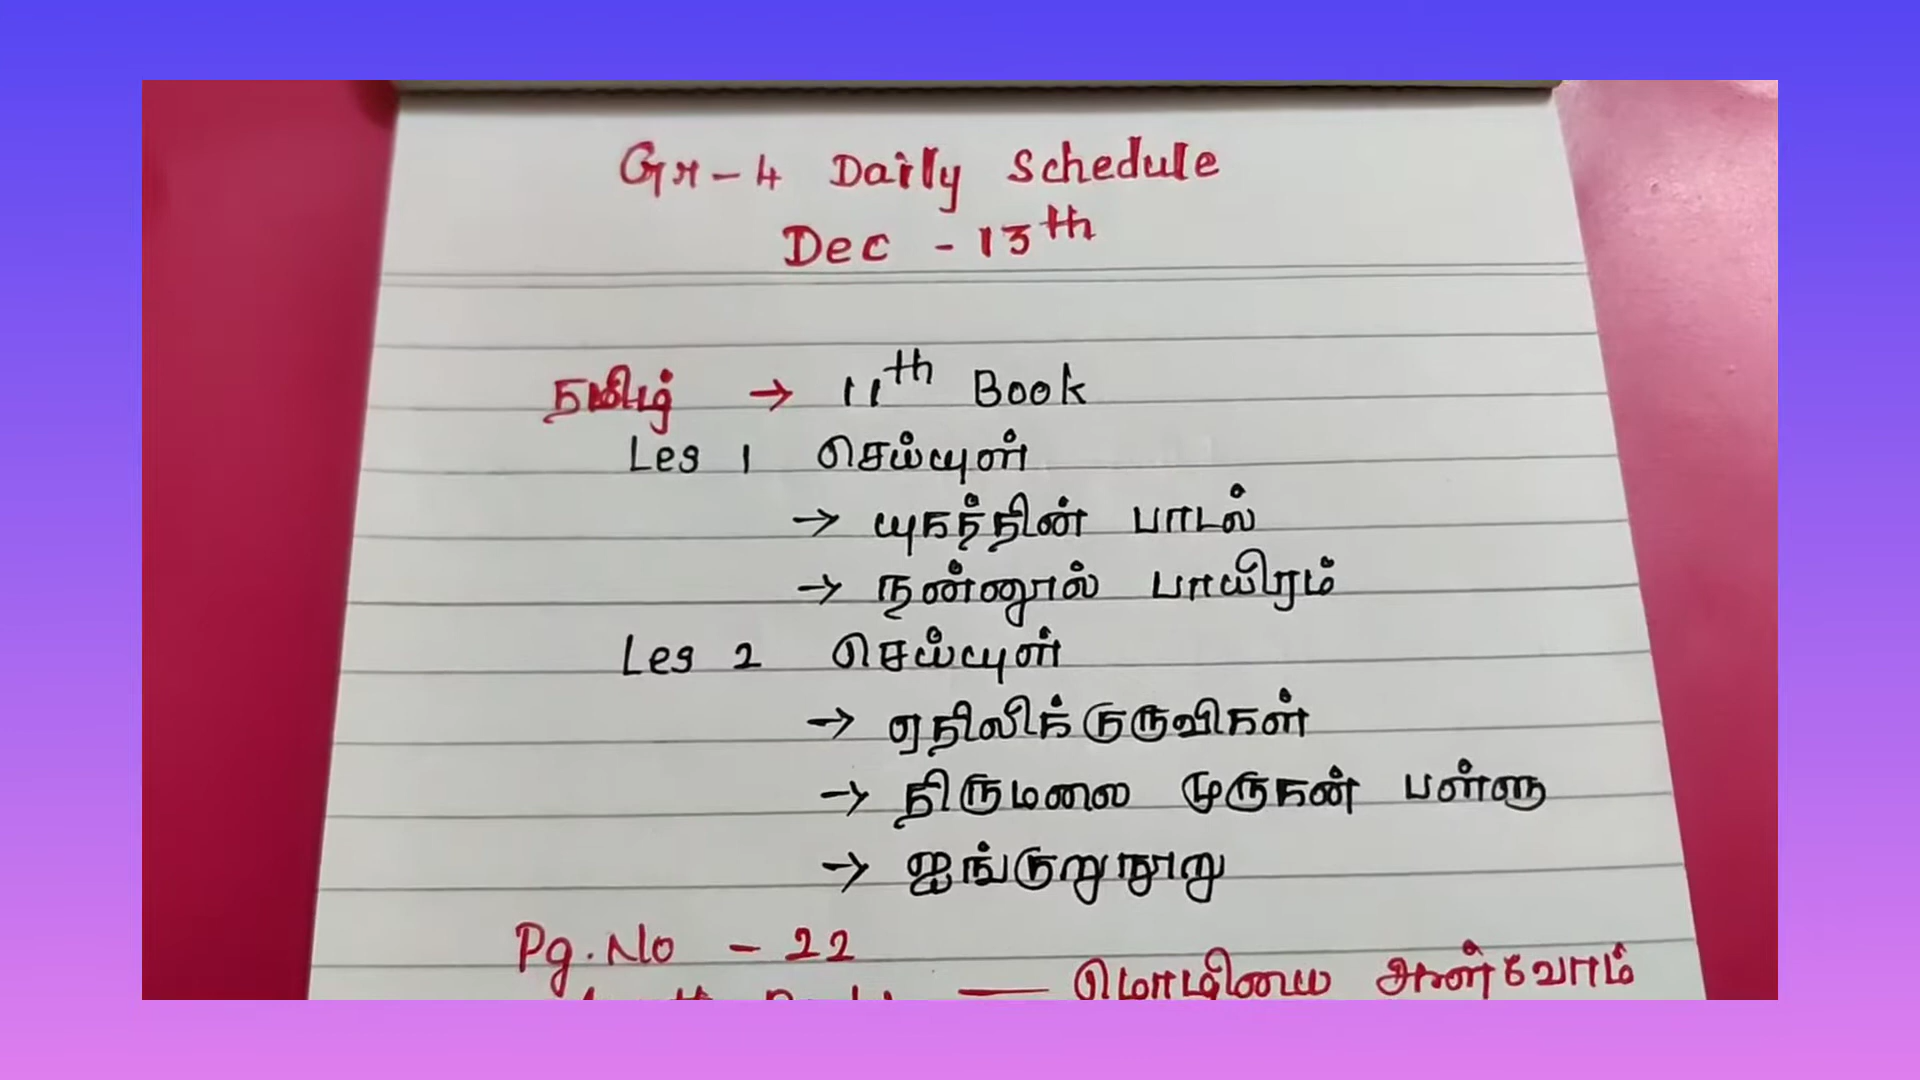 Gr-4 Daily Schedule
Dec - 13th
தமிழ் → 11th Book
Les 1 செய்யுள்
→ யுகத்தின் பாடல்
→ நன்னூல் பாயிரம்
Les 2 செய்யுள்
→ ஏதிலிக்குருவிகள்
→ திருமலை முருகன் பள்ளு
→ ஐங்குறுநூறு
Pg.No - 22
— மொழியை ஆள்வோம்